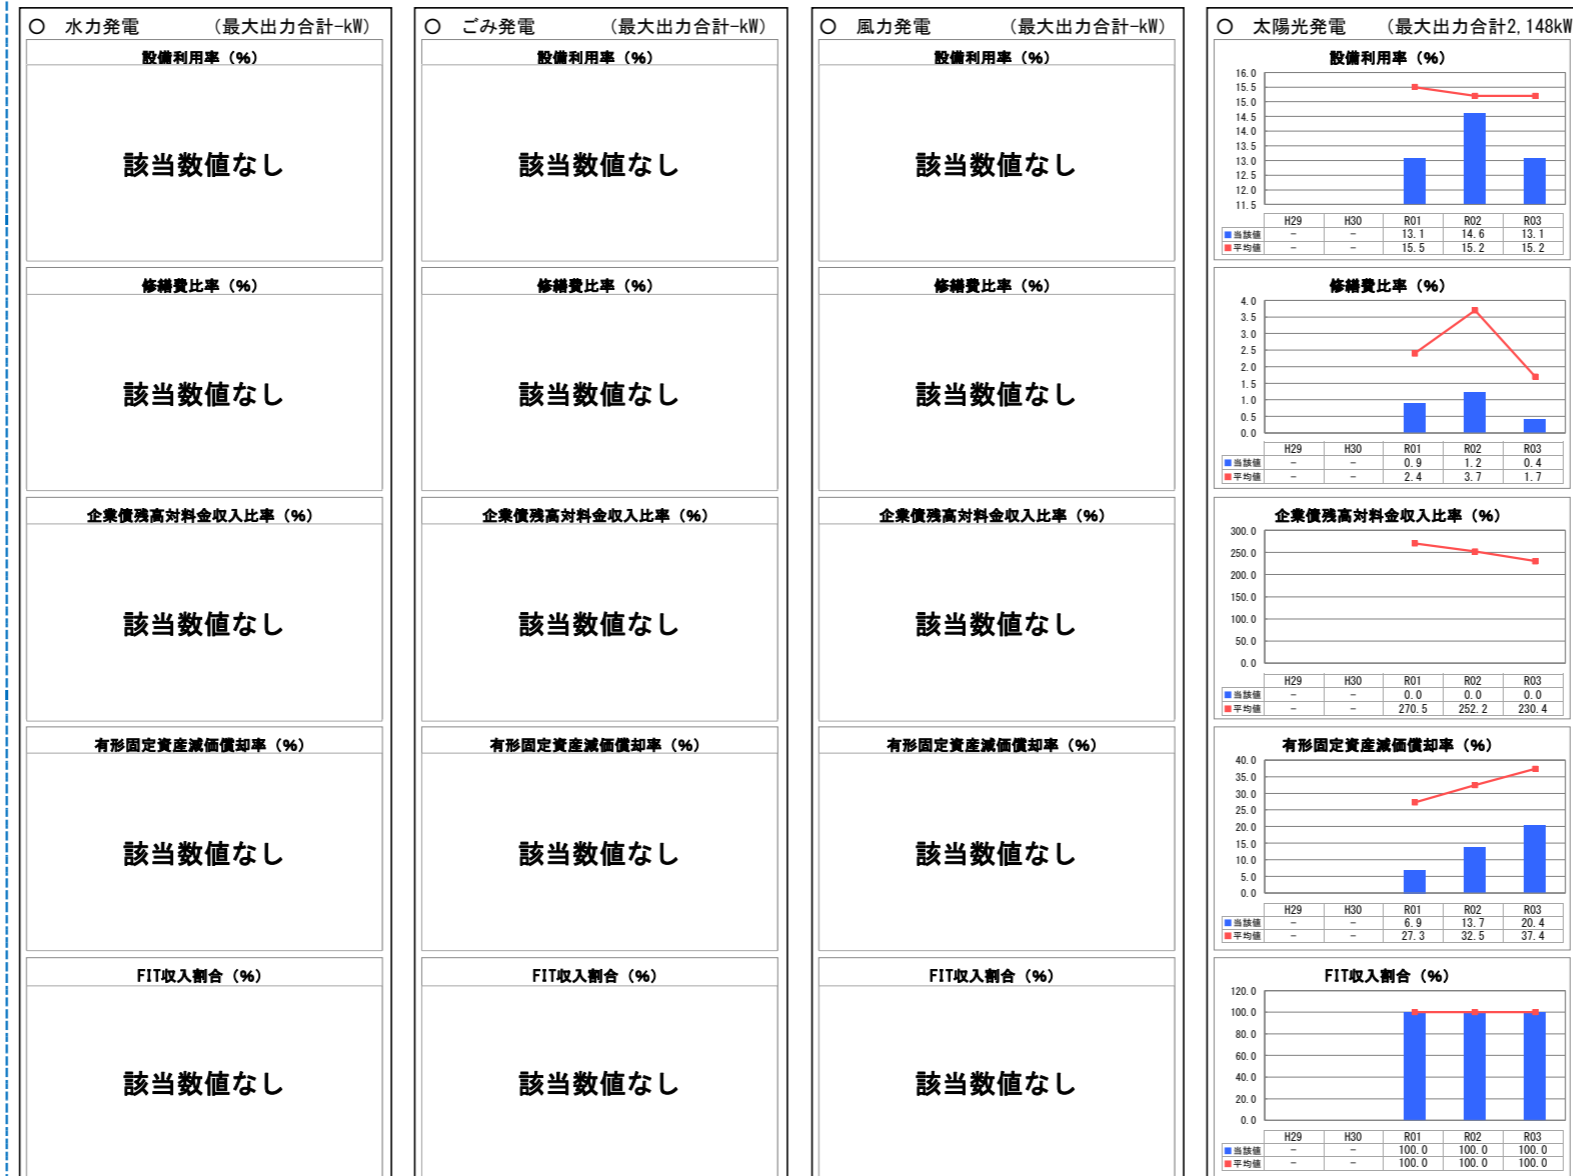 ○ 水力発電 (最大出力合計-kW)
設備利用率（%）
該当数値なし
修繕費比率（%）
該当数値なし
企業債残高対料金収入比率（%）
該当数値なし
有形固定資産減価償却率（%）
該当数値なし
FIT収入割合（%）
該当数値なし
○ ごみ発電 (最大出力合計-kW)
設備利用率（%）
該当数値なし
修繕費比率（%）
該当数値なし
企業債残高対料金収入比率（%）
該当数値なし
有形固定資産減価償却率（%）
該当数値なし
FIT収入割合（%）
該当数値なし
○ 風力発電 (最大出力合計-kW)
設備利用率（%）
該当数値なし
修繕費比率（%）
該当数値なし
企業債残高対料金収入比率（%）
該当数値なし
有形固定資産減価償却率（%）
該当数値なし
FIT収入割合（%）
該当数値なし
○ 太陽光発電 (最大出力合計2,148kW
設備利用率（%）
16.0
15.5
15.0
14.5
14.0
13.5
13.0
12.5
12.0
11.5
H29 H30 R01 R02 R03
■当該値 － － 13.1 14.6 13.1
■平均値 － － 15.5 15.2 15.2
修繕費比率（%）
4.0
3.5
3.0
2.5
2.0
1.5
1.0
0.5
0.0
H29 H30 R01 R02 R03
■当該値 － － 0.9 1.2 0.4
■平均値 － － 2.4 3.7 1.7
企業債残高対料金収入比率（%）
300.0
250.0
200.0
150.0
100.0
50.0
0.0
H29 H30 R01 R02 R03
■当該値 － － 0.0 0.0 0.0
■平均値 － － 270.5 252.2 230.4
有形固定資産減価償却率（%）
40.0
35.0
30.0
25.0
20.0
15.0
10.0
5.0
0.0
H29 H30 R01 R02 R03
■当該値 － － 6.9 13.7 20.4
■平均値 － － 27.3 32.5 37.4
FIT収入割合（%）
120.0
100.0
80.0
60.0
40.0
20.0
0.0
H29 H30 R01 R02 R03
■当該値 － － 100.0 100.0 100.0
■平均値 － － 100.0 100.0 100.0